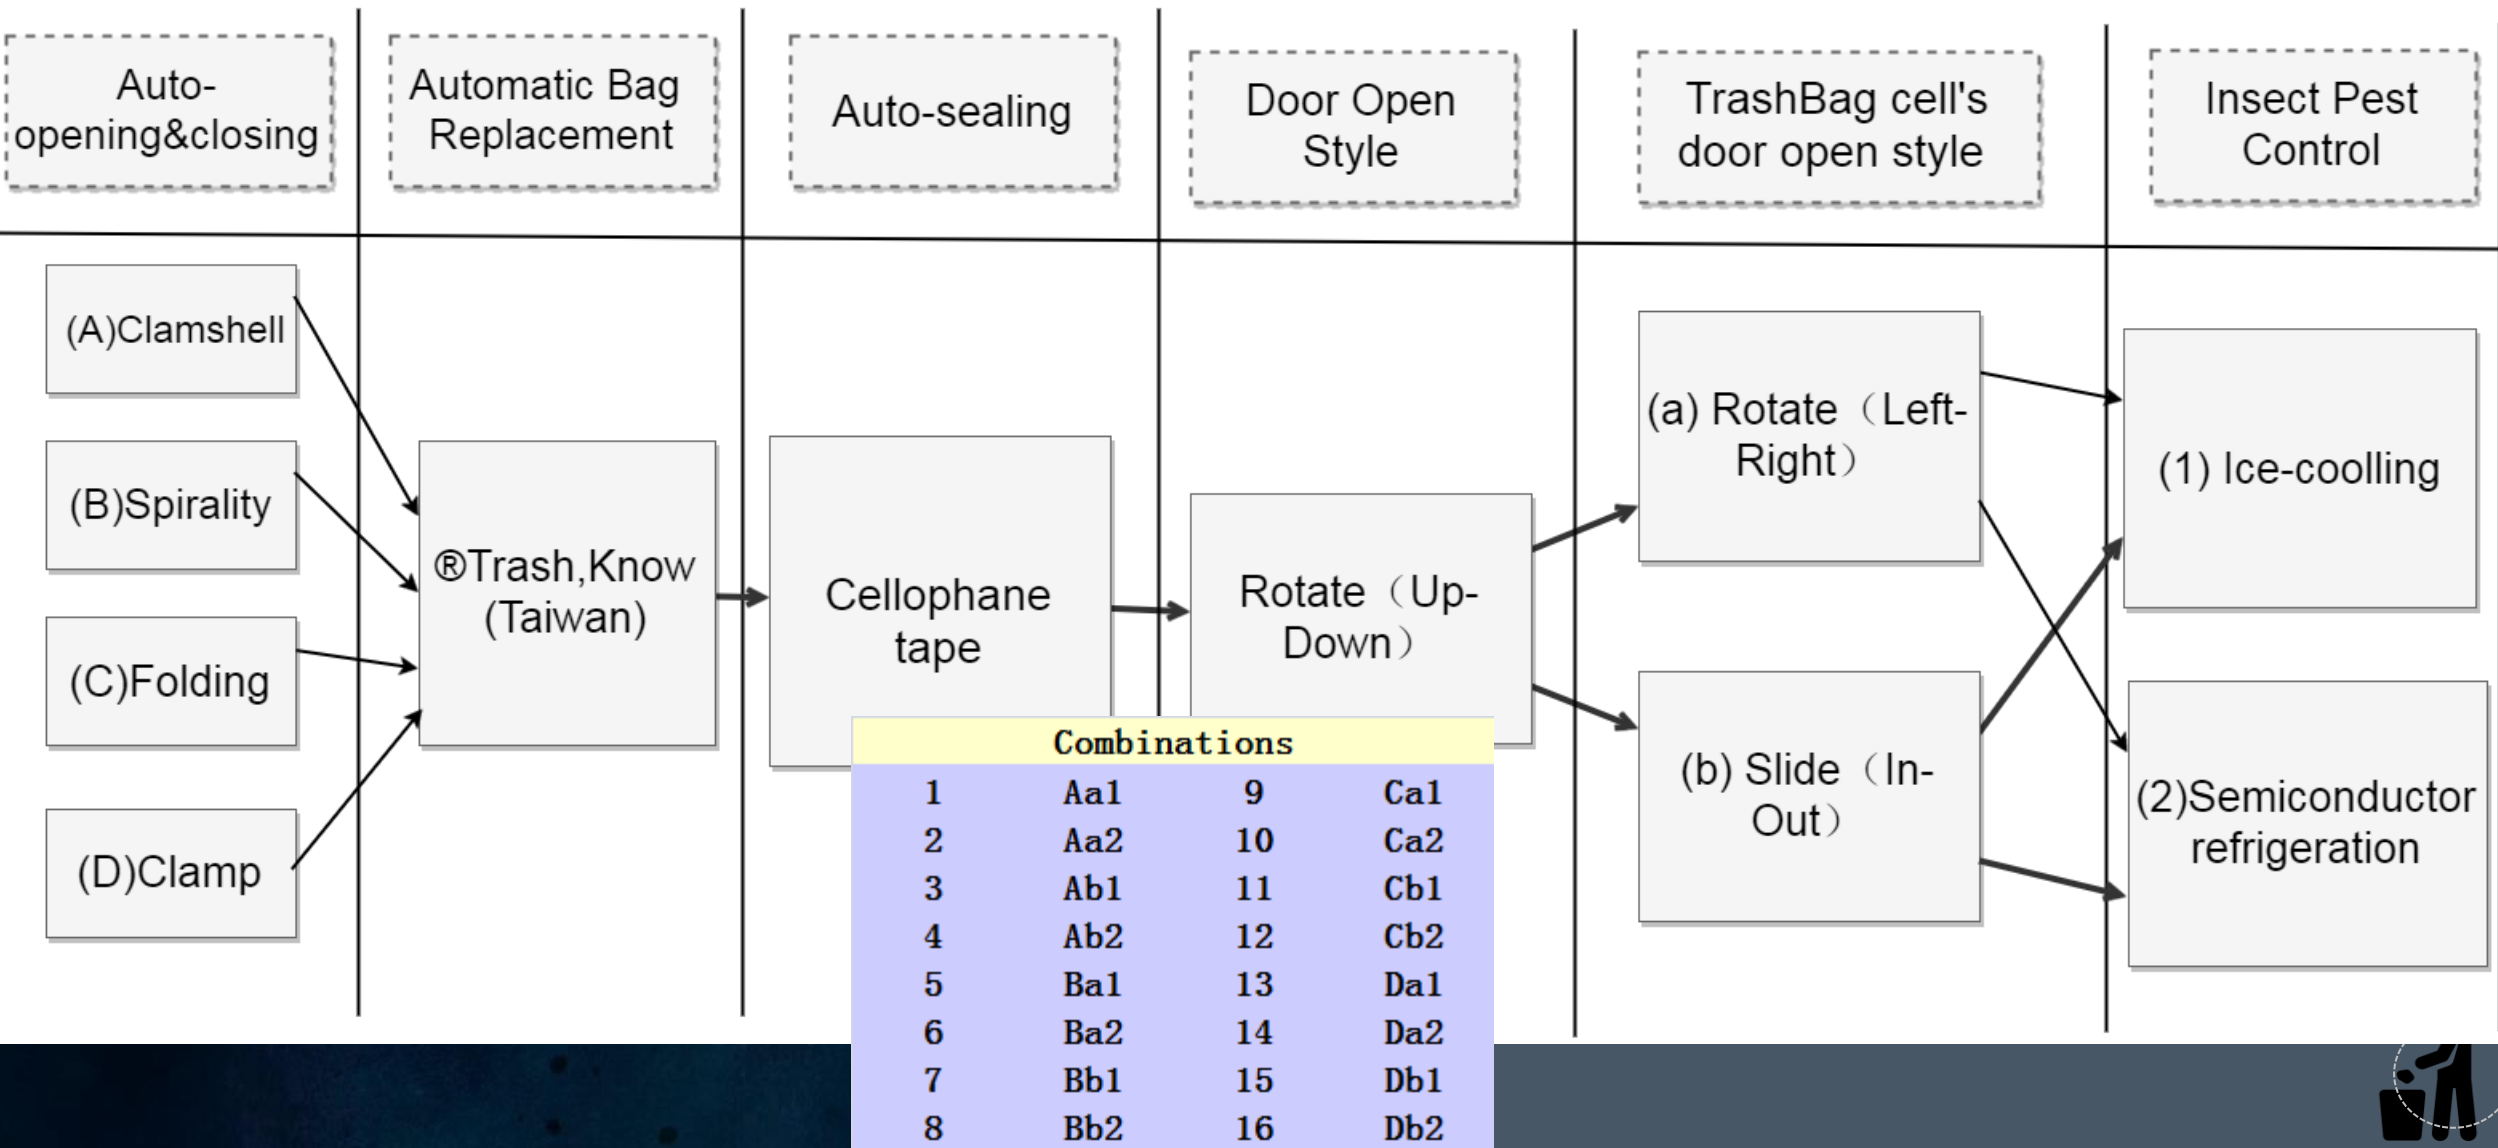 Auto-
opening&closing
Automatic Bag
Replacement
Auto-sealing
Door Open
Style
TrashBag cell's
door open style
Insect Pest
Control
(A)Clamshell
(B)Spirality
(C)Folding
(D)Clamp
®Trash,Know
(Taiwan)
Cellophane
tape
Rotate（Up-
Down）
(a) Rotate（Left-
Right）
(b) Slide（In-
Out）
(1) Ice-coolling
(2)Semiconductor
refrigeration
Combinations
1 Aa1 9 Ca1
2 Aa2 10 Ca2
3 Ab1 11 Cb1
4 Ab2 12 Cb2
5 Ba1 13 Da1
6 Ba2 14 Da2
7 Bb1 15 Db1
8 Bb2 16 Db2